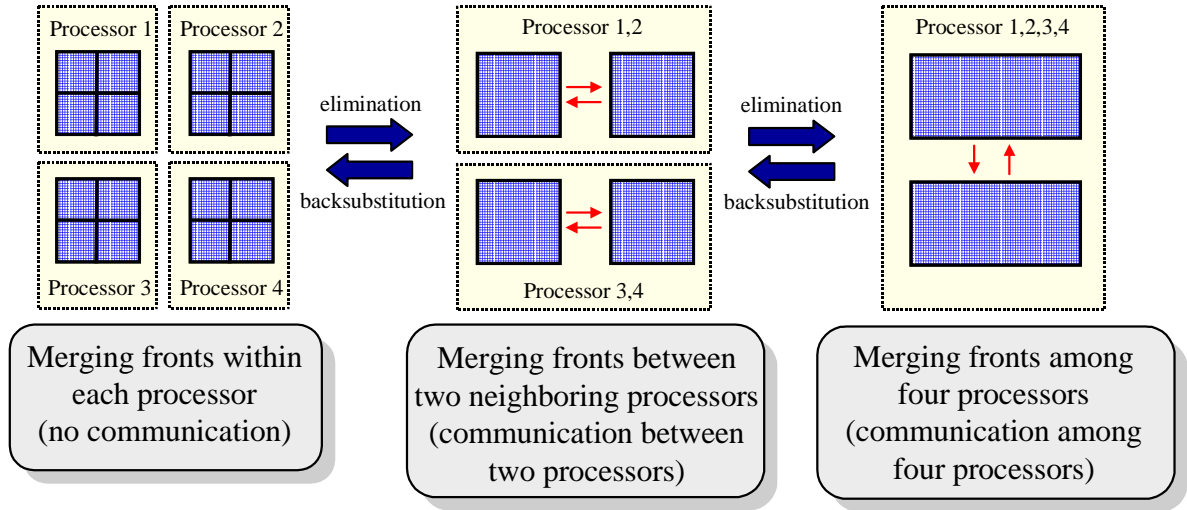 Processor 1
Processor 2
Processor 3
Processor 4
elimination
backsubstitution
Processor 1,2
Processor 3,4
elimination
backsubstitution
Processor 1,2,3,4
Merging fronts within
each processor
(no communication)
Merging fronts between
two neighboring processors
(communication between
two processors)
Merging fronts among
four processors
(communication among
four processors)